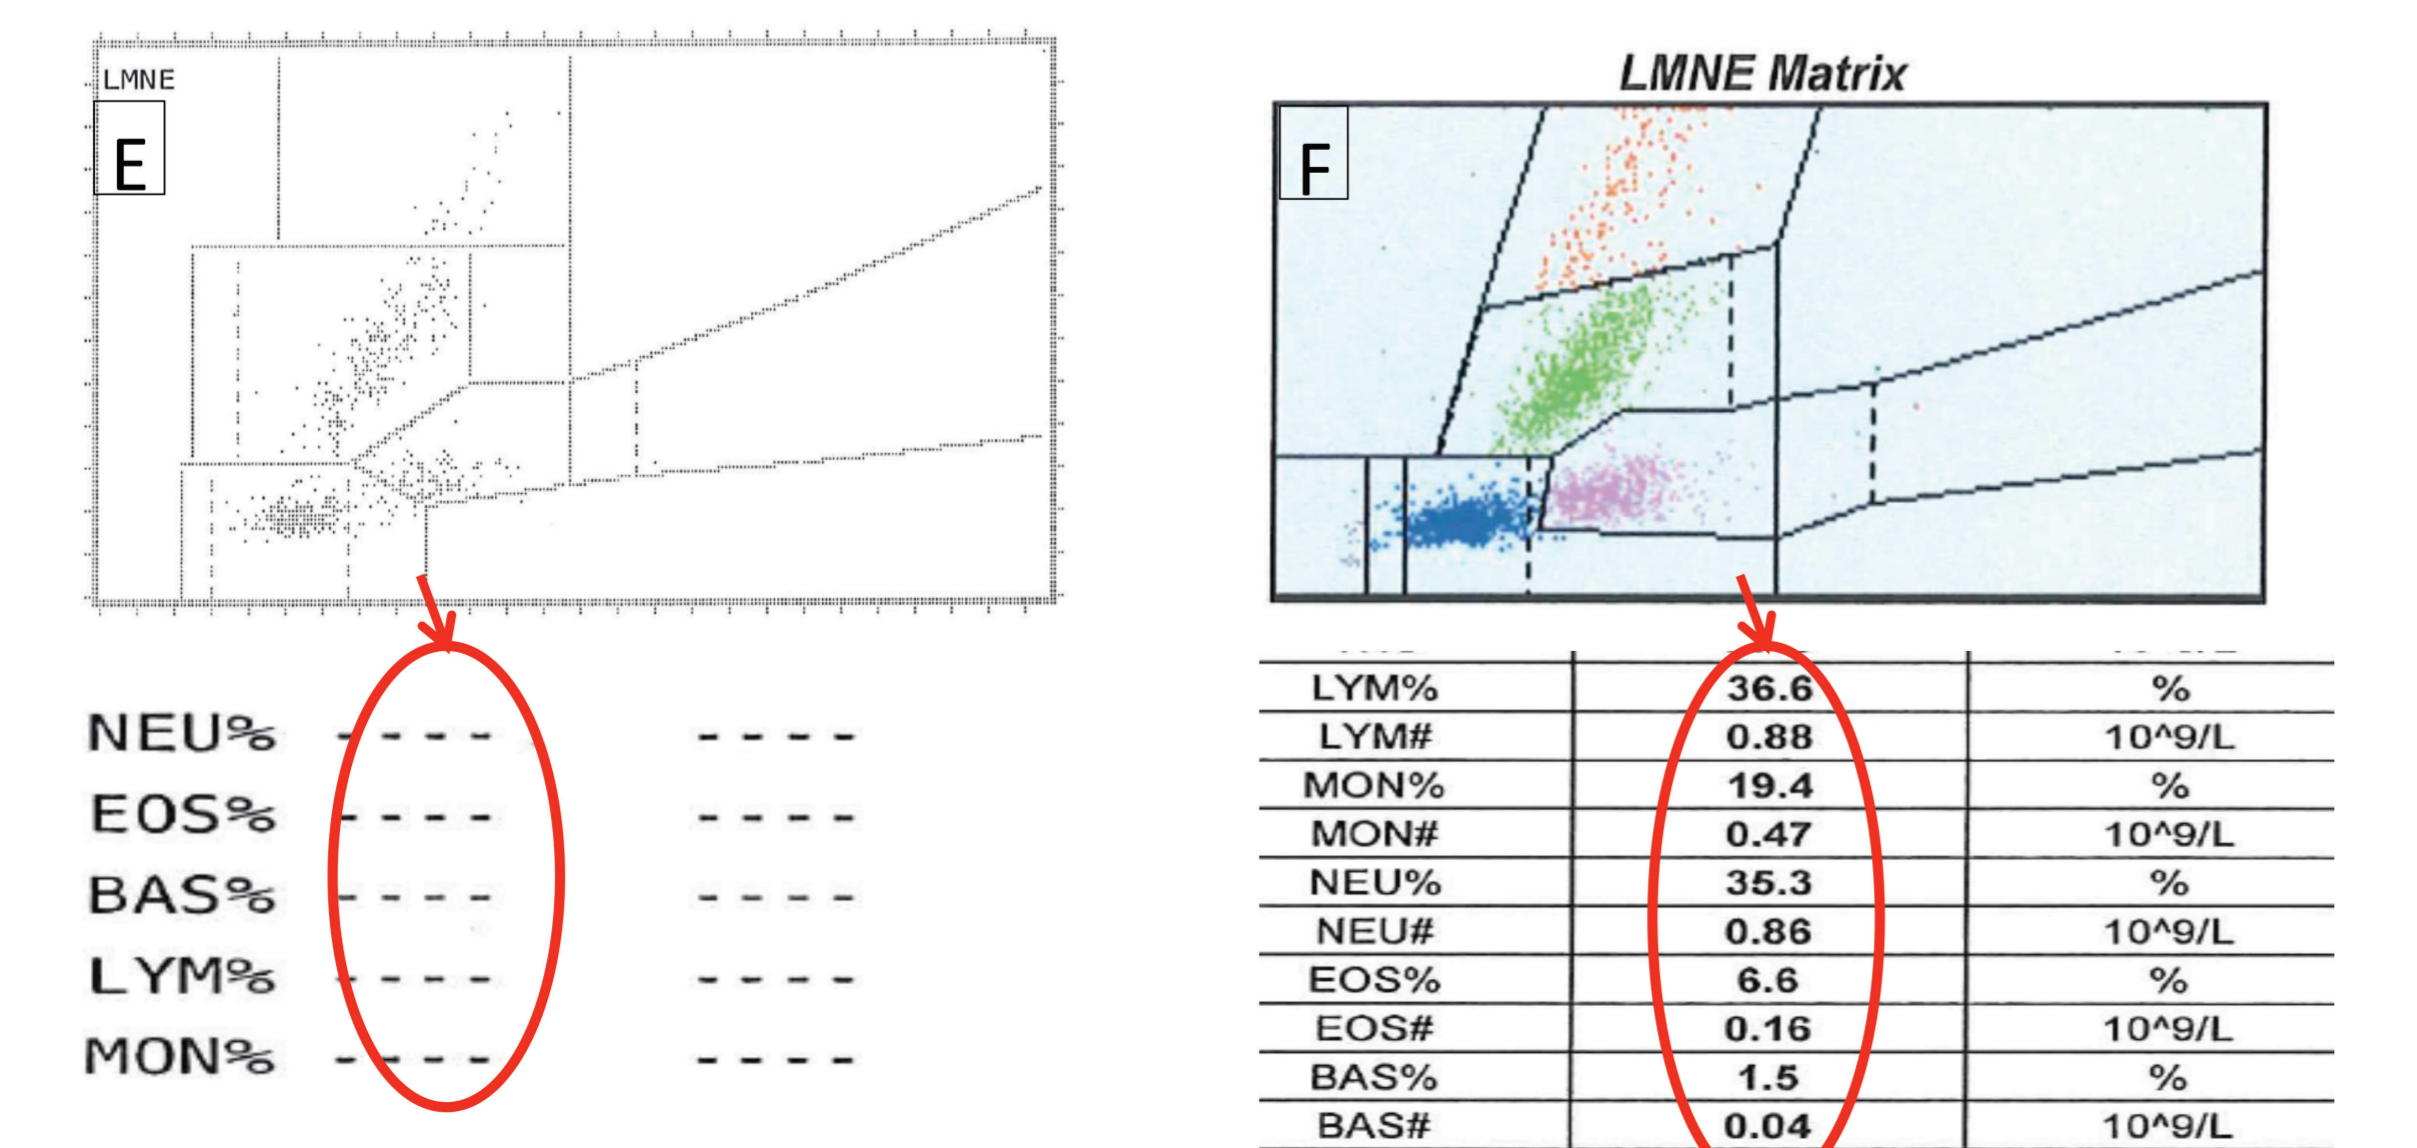 LMNE
E
NEU% - - - - - - - -
EOS% - - - - - - - -
BAS% - - - - - - - -
LYM% - - - - - - - -
MON% - - - - - - - -
LMNE Matrix
F
LYM% 36.6 %
LYM# 0.88 10^9/L
MON% 19.4 %
MON# 0.47 10^9/L
NEU% 35.3 %
NEU# 0.86 10^9/L
EOS% 6.6 %
EOS# 0.16 10^9/L
BAS% 1.5 %
BAS# 0.04 10^9/L